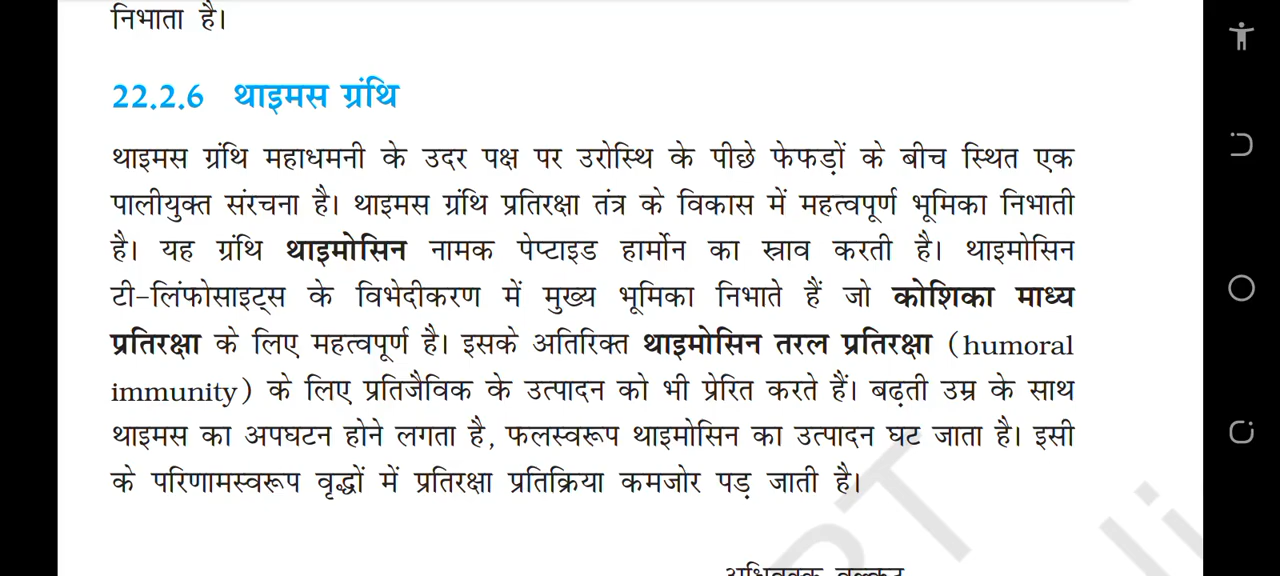 निभाता है।
22.2.6 थाइमस ग्रंथि
थाइमस ग्रंथि महाधमनी के उदर पक्ष पर उरोस्थि के पीछे फेफड़ों के बीच स्थित एक
पालीयुक्त संरचना है। थाइमस ग्रंथि प्रतिरक्षा तंत्र के विकास में महत्वपूर्ण भूमिका निभाती
है। यह ग्रंथि थाइमोसिन नामक पेप्टाइड हार्मोन का स्राव करती है। थाइमोसिन
टी-लिंफोसाइट्स के विभेदीकरण में मुख्य भूमिका निभाते हैं जो कोशिका माध्य
प्रतिरक्षा के लिए महत्वपूर्ण है। इसके अतिरिक्त थाइमोसिन तरल प्रतिरक्षा (humoral
immunity) के लिए प्रतिजैविक के उत्पादन को भी प्रेरित करते हैं। बढ़ती उम्र के साथ
थाइमस का अपघटन होने लगता है, फलस्वरूप थाइमोसिन का उत्पादन घट जाता है। इसी
के परिणामस्वरूप वृद्धों में प्रतिरक्षा प्रतिक्रिया कमजोर पड़ जाती है।